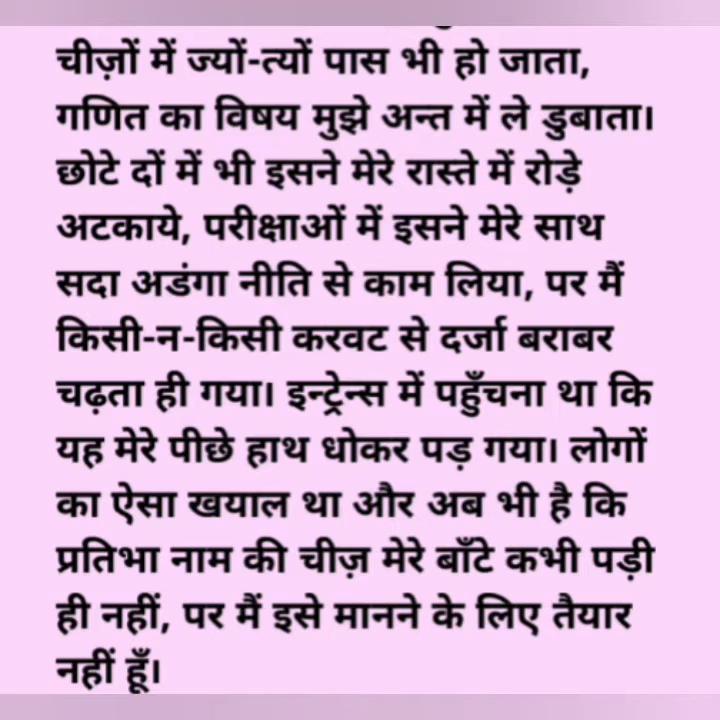 चीज़ों में ज्यों-त्यों पास भी हो जाता,
गणित का विषय मुझे अन्त में ले डुबाता।
छोटे दों में भी इसने मेरे रास्ते में रोड़े
अटकाये, परीक्षाओं में इसने मेरे साथ
सदा अडंगा नीति से काम लिया, पर मैं
किसी-न-किसी करवट से दर्जा बराबर
चढ़ता ही गया। इन्ट्रेन्स में पहुँचना था कि
यह मेरे पीछे हाथ धोकर पड़ गया। लोगों
का ऐसा खयाल था और अब भी है कि
प्रतिभा नाम की चीज़ मेरे बाँटे कभी पड़ी
ही नहीं, पर मैं इसे मानने के लिए तैयार
नहीं हूँ।